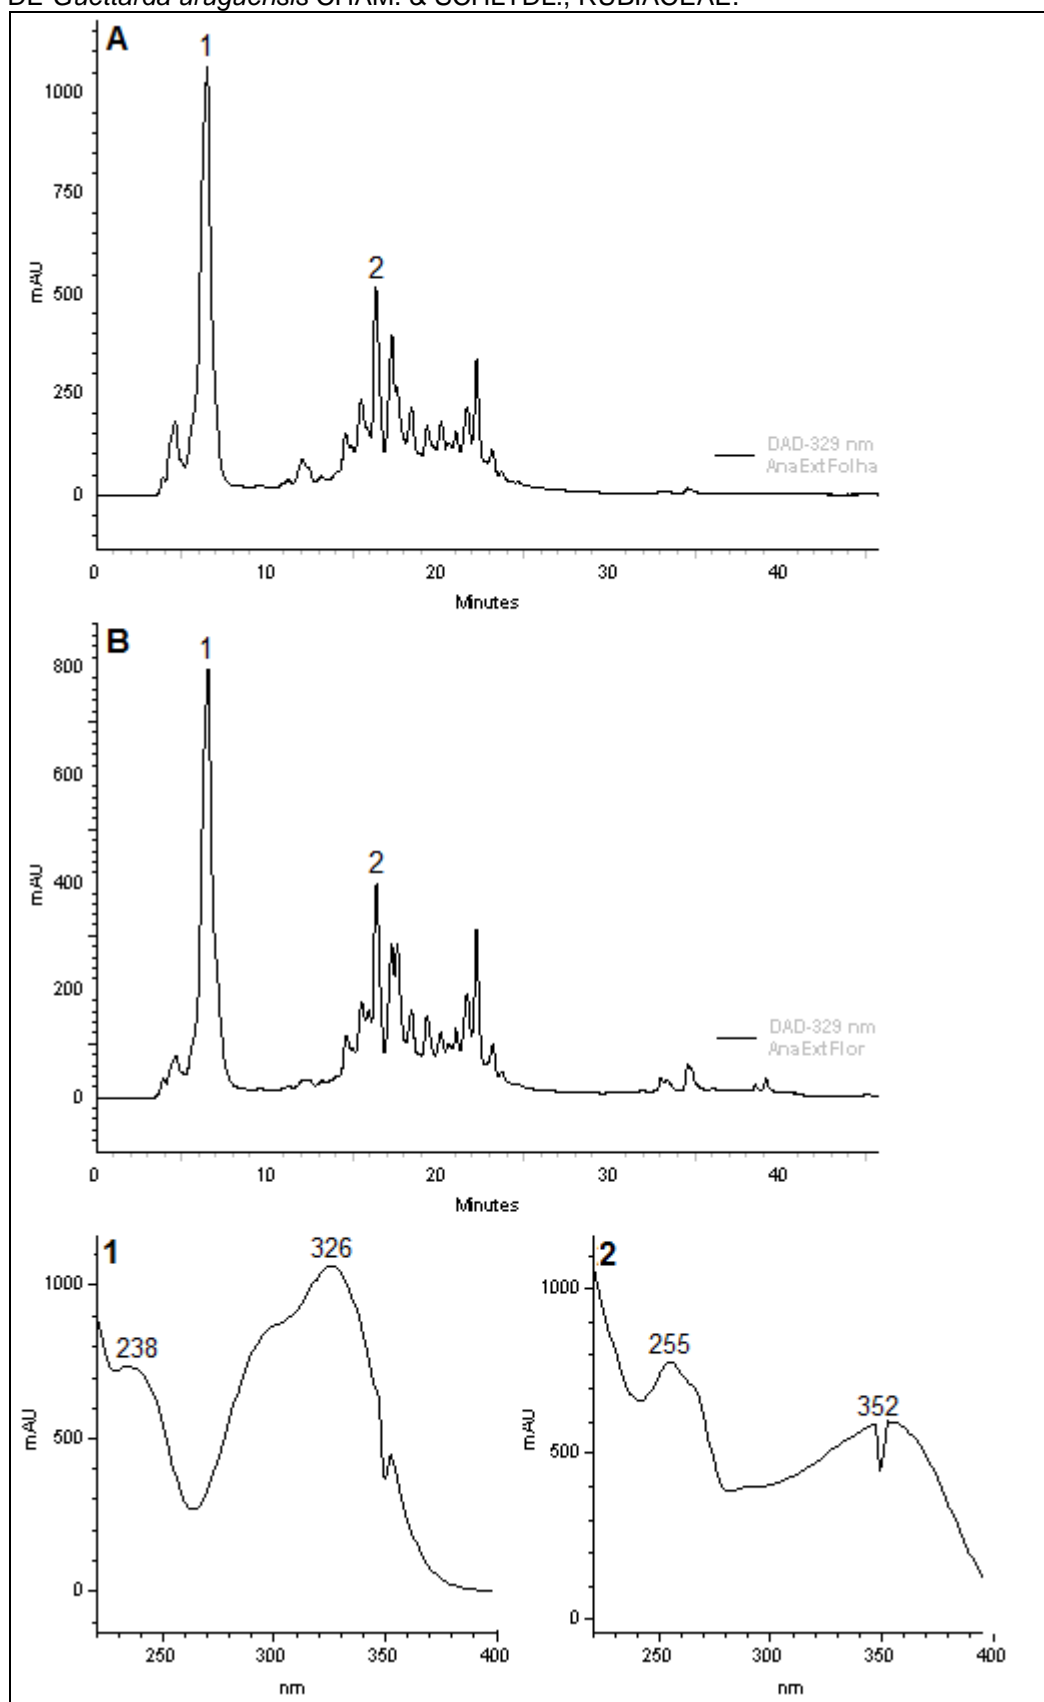 DE Guettarda uruguensis CHAM. & SCHLTDL., RUBIACEAE.
A
1
1000
750
2
500
250
0
mAU
DAD-329 nm
AnaExtFolha
0 10 20 30 40
Minutes
B
1
800
600
2
400
200
0
mAU
DAD-329 nm
AnaExtFlor
0 10 20 30 40
Minutes
1
326
1000
238
500
0
mAU
250 300 350 400
nm
2
1000
255
352
500
0
mAU
250 300 350 400
nm